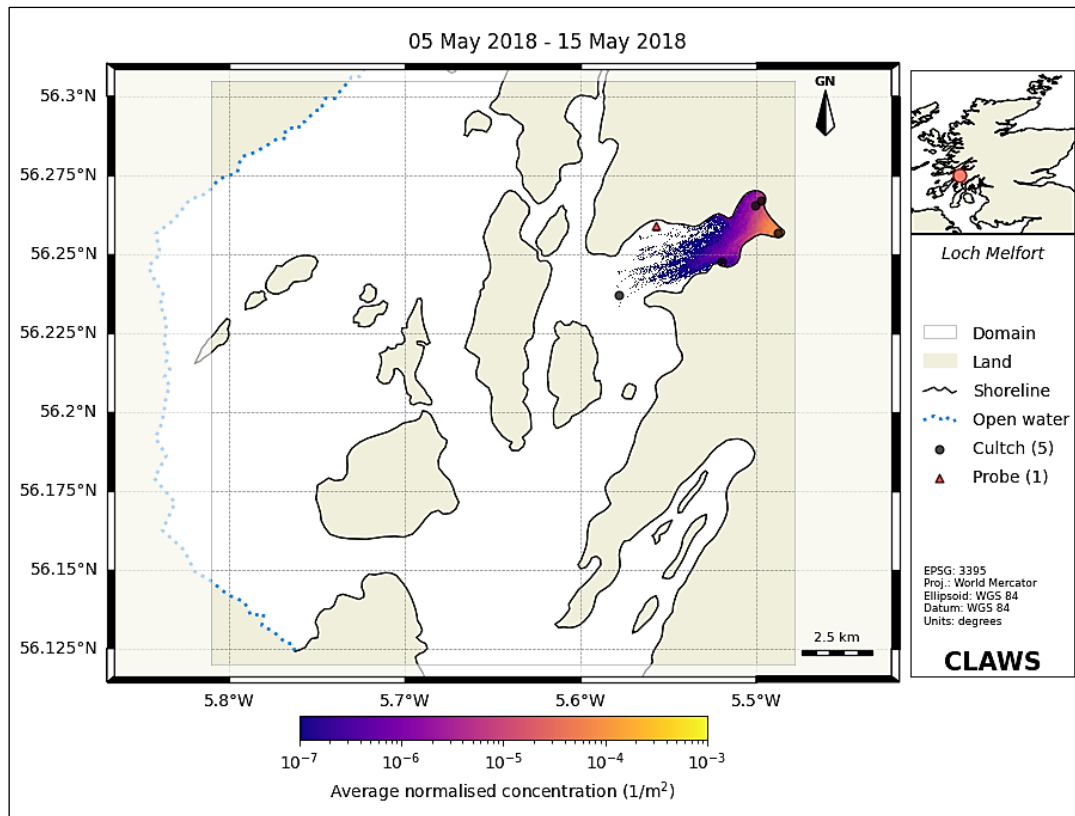 05 May 2018 - 15 May 2018
GN
56.3°N
56.275°N
56.25°N
56.225°N
56.2°N
56.175°N
56.15°N
56.125°N
5.8°W
5.7°W
5.6°W
5.5°W
2.5 km
10⁻⁷
10⁻⁶
10⁻⁵
10⁻⁴
10⁻³
Average normalised concentration (1/m²)
Loch Melfort
Domain
Land
Shoreline
Open water
Cultch (5)
Probe (1)
EPSG: 3395
Proj.: World Mercator
Ellipsoid: WGS 84
Datum: WGS 84
Units: degrees
CLAWS